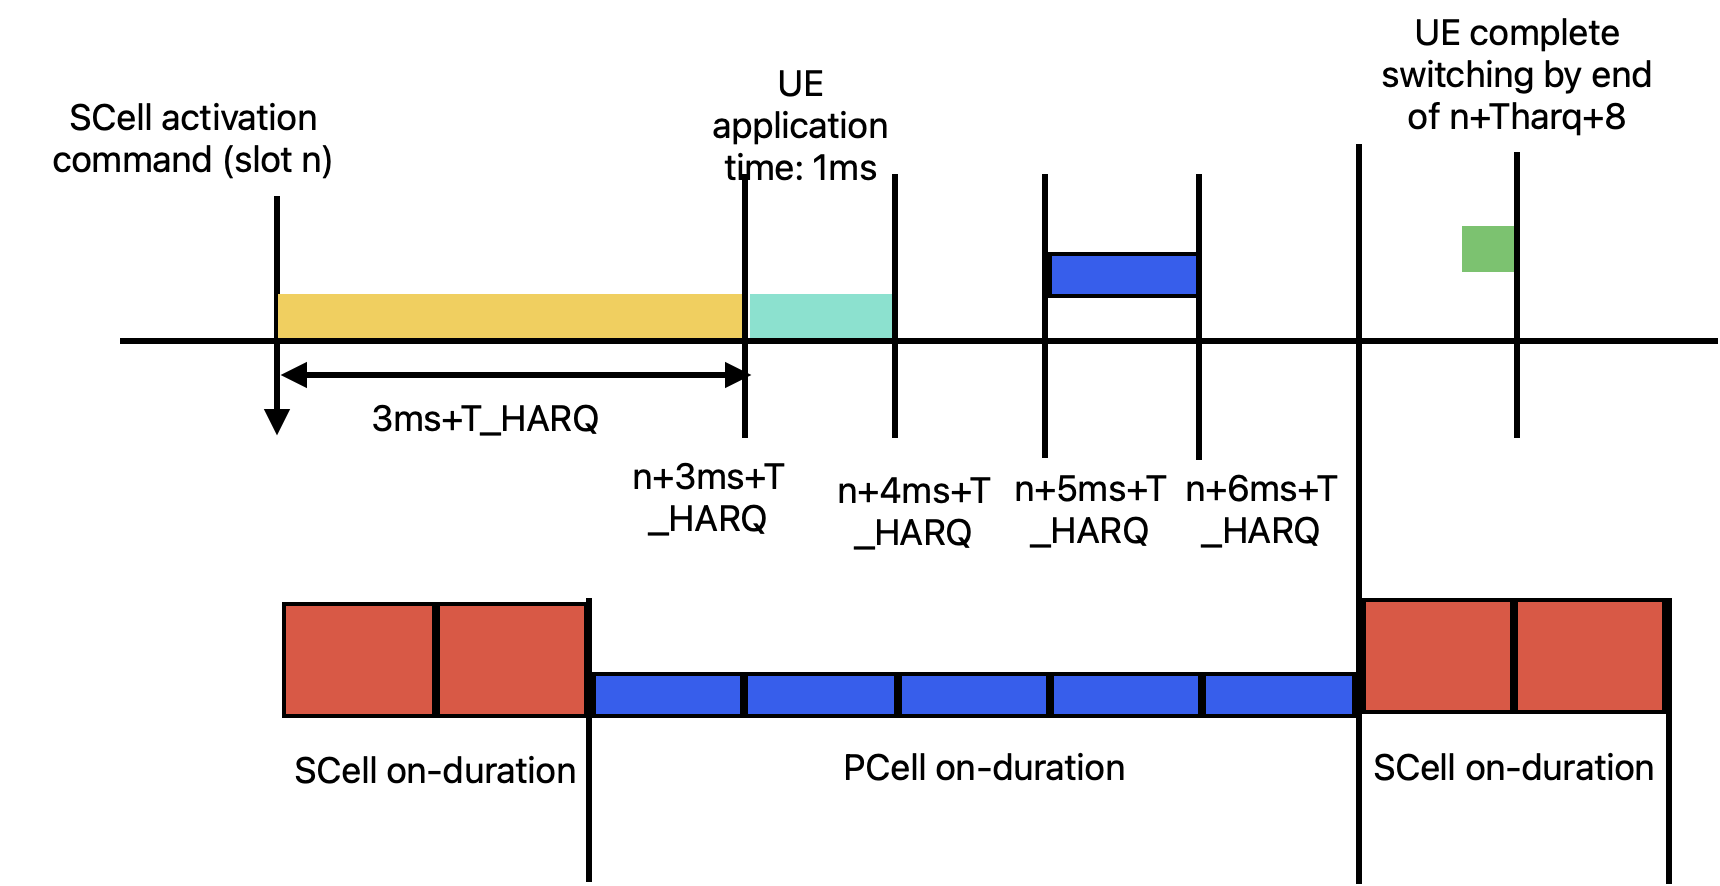 UE complete
switching by end
of n+Tharq+8
UE
application
time: 1ms
SCell activation
command (slot n)
3ms+T_HARQ
n+3ms+T
_HARQ
n+4ms+T
_HARQ
n+5ms+T
_HARQ
n+6ms+T
_HARQ
SCell on-duration
PCell on-duration
SCell on-duration